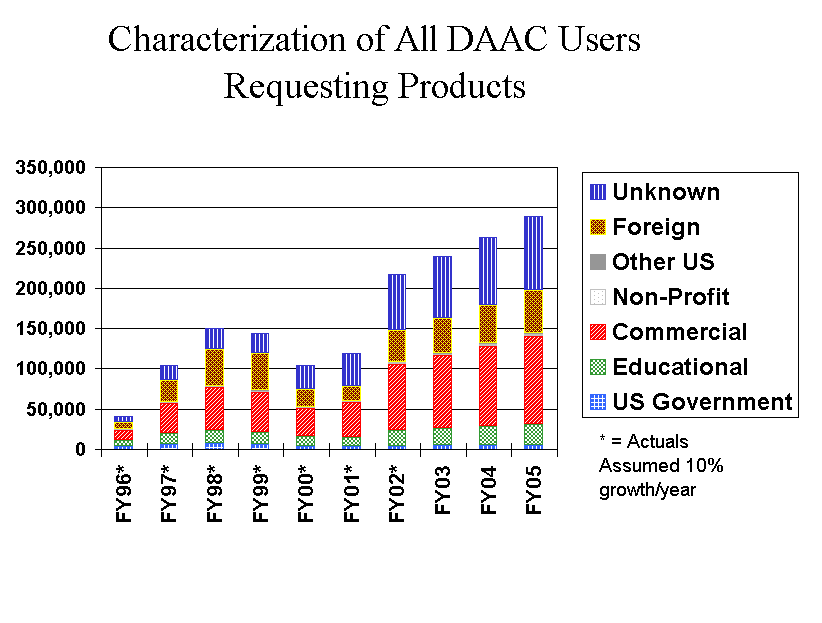 Characterization of All DAAC Users
Requesting Products
350,000
300,000
250,000
200,000
150,000
100,000
50,000
0
FY96*
FY97*
FY98*
FY99*
FY00*
FY01*
FY02*
FY03
FY04
FY05
Unknown
Foreign
Other US
Non-Profit
Commercial
Educational
US Government
* = Actuals
Assumed 10%
growth/year